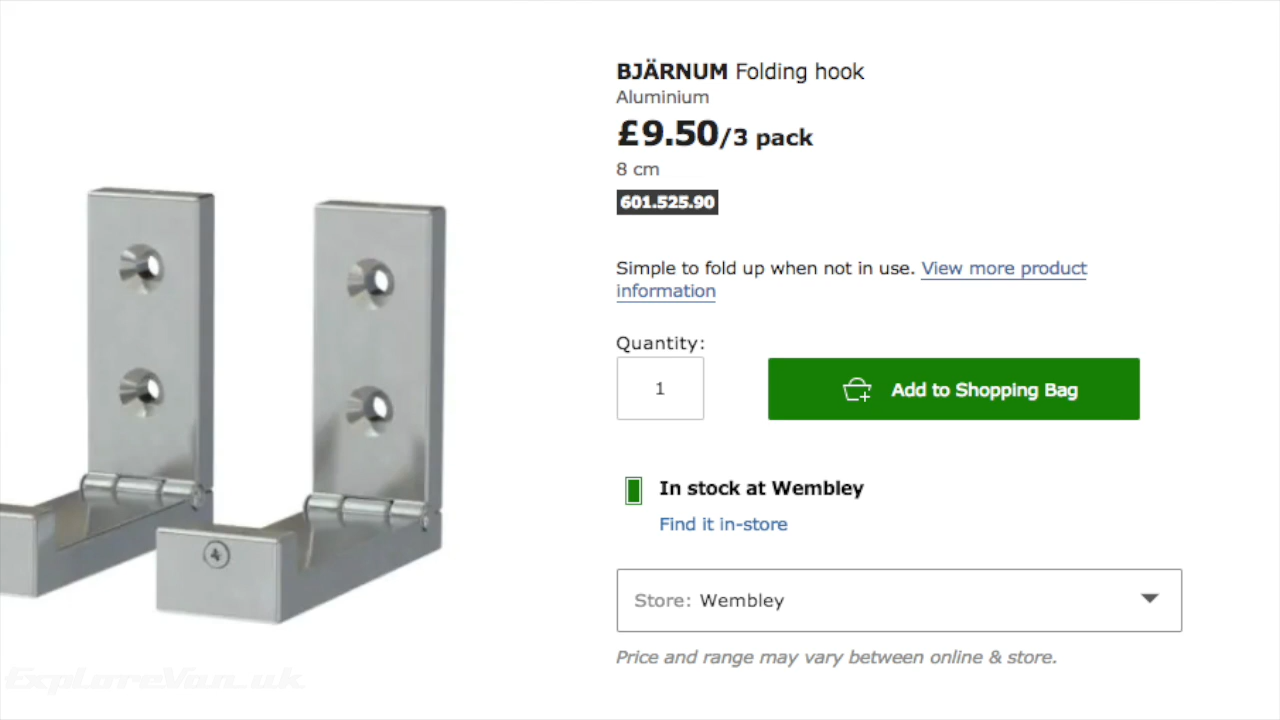 BJÄRNUM Folding hook
Aluminium
£9.50/3 pack
8 cm
601.525.90
Simple to fold up when not in use. View more product
information
Quantity:
1
Add to Shopping Bag
In stock at Wembley
Find it in-store
Store: Wembley
Price and range may vary between online & store.
ExploreVan.uk